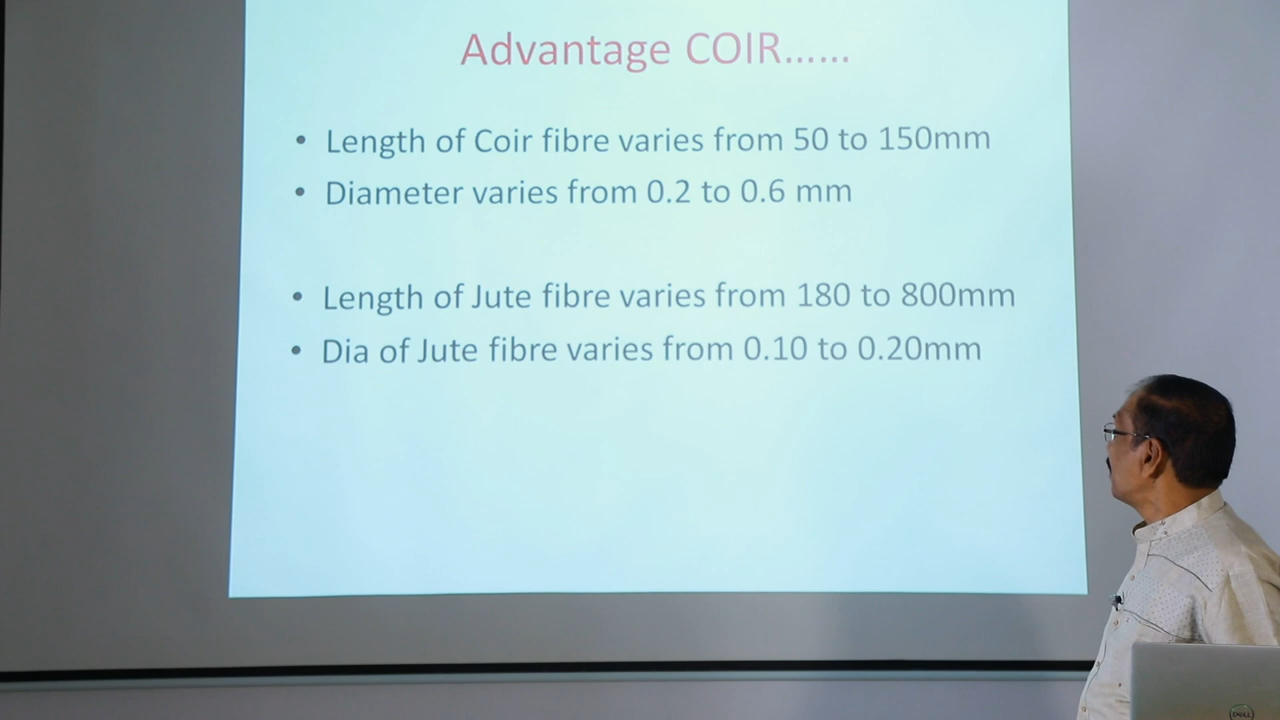 Advantage COIR......
• Length of Coir fibre varies from 50 to 150mm
• Diameter varies from 0.2 to 0.6 mm
• Length of Jute fibre varies from 180 to 800mm
• Dia of Jute fibre varies from 0.10 to 0.20mm
DELL